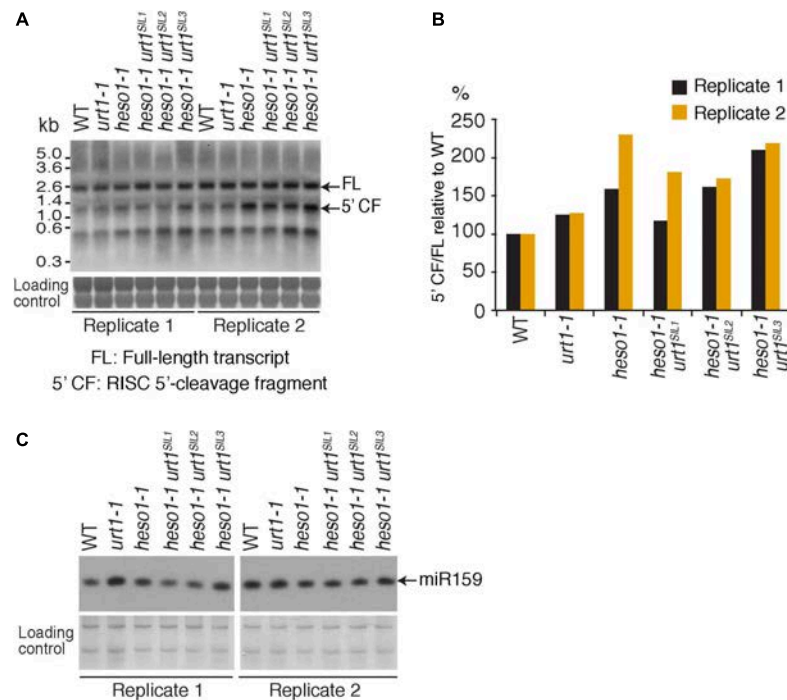 A
WT
urt1-1
heso1-1
heso1-1 urt1SIL1
heso1-1 urt1SIL2
heso1-1 urt1SIL3
WT
urt1-1
heso1-1
heso1-1 urt1SIL1
heso1-1 urt1SIL2
heso1-1 urt1SIL3
kb
5.0
3.6
2.6
1.4
1.0
0.6
0.3
FL
5' CF
Loading
control
Replicate 1
Replicate 2
FL: Full-length transcript
5' CF: RISC 5'-cleavage fragment
B
Replicate 1
Replicate 2
%
5' CF/FL relative to WT
250
200
150
100
50
0
WT
urt1-1
heso1-1
heso1-1
urt1SIL1
heso1-1
urt1SIL2
heso1-1
urt1SIL3
C
WT
urt1-1
heso1-1
heso1-1 urt1SIL1
heso1-1 urt1SIL2
heso1-1 urt1SIL3
WT
urt1-1
heso1-1
heso1-1 urt1SIL1
heso1-1 urt1SIL2
heso1-1 urt1SIL3
miR159
Loading
control
Replicate 1
Replicate 2